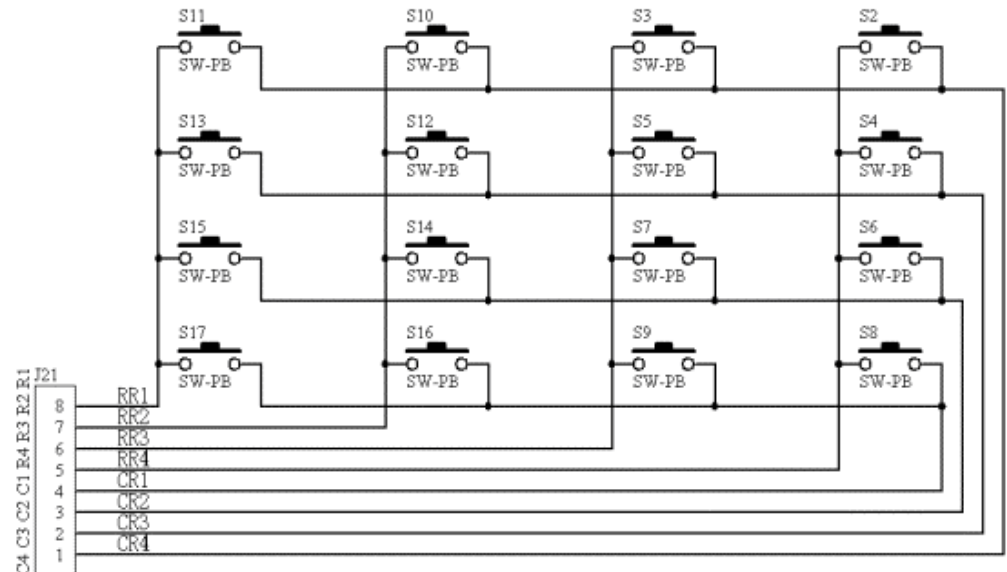 S11 S10 S3 S2
SW-PB SW-PB SW-PB SW-PB
S13 S12 S5 S4
SW-PB SW-PB SW-PB SW-PB
S15 S14 S7 S6
SW-PB SW-PB SW-PB SW-PB
S17 S16 S9 S8
SW-PB SW-PB SW-PB SW-PB
J21
C4 C3 C2 C1 R4 R3 R2 R1
8 RR1
7 RR2
6 RR3
5 RR4
4 CR1
3 CR2
2 CR3
1 CR4